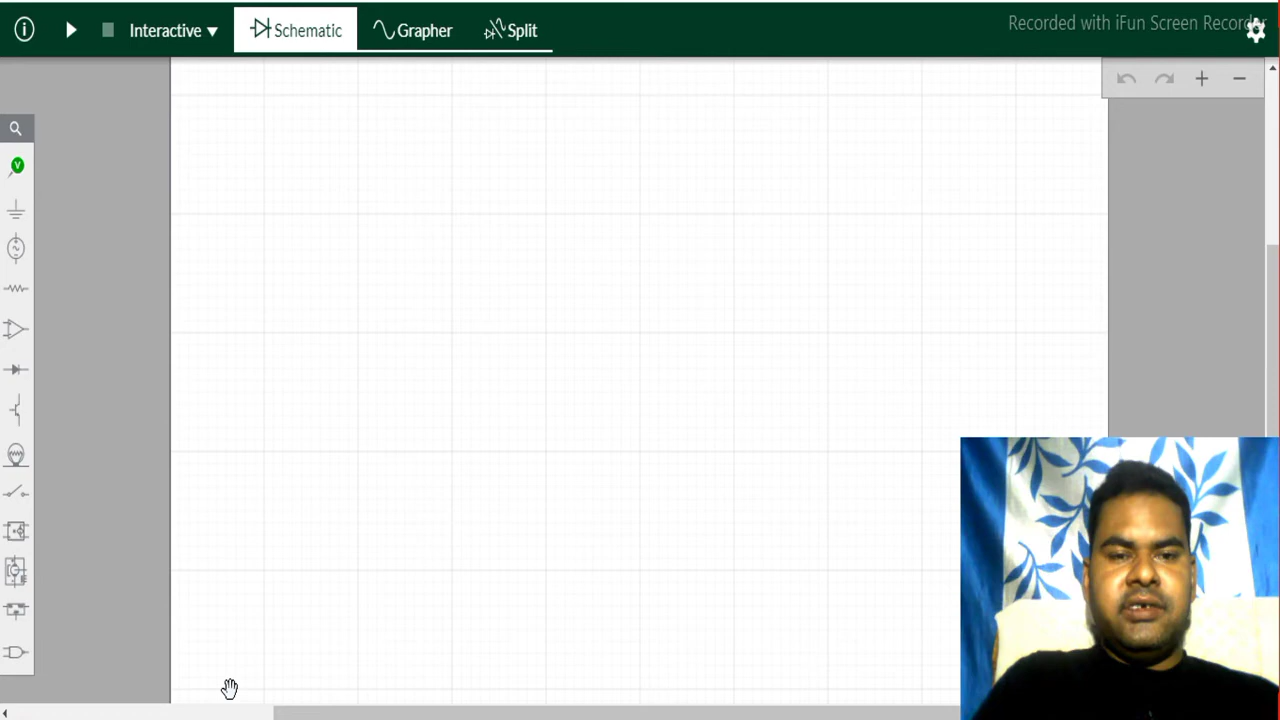 Interactive
Schematic
Grapher
Split
Recorded with iFun Screen Recorder
V